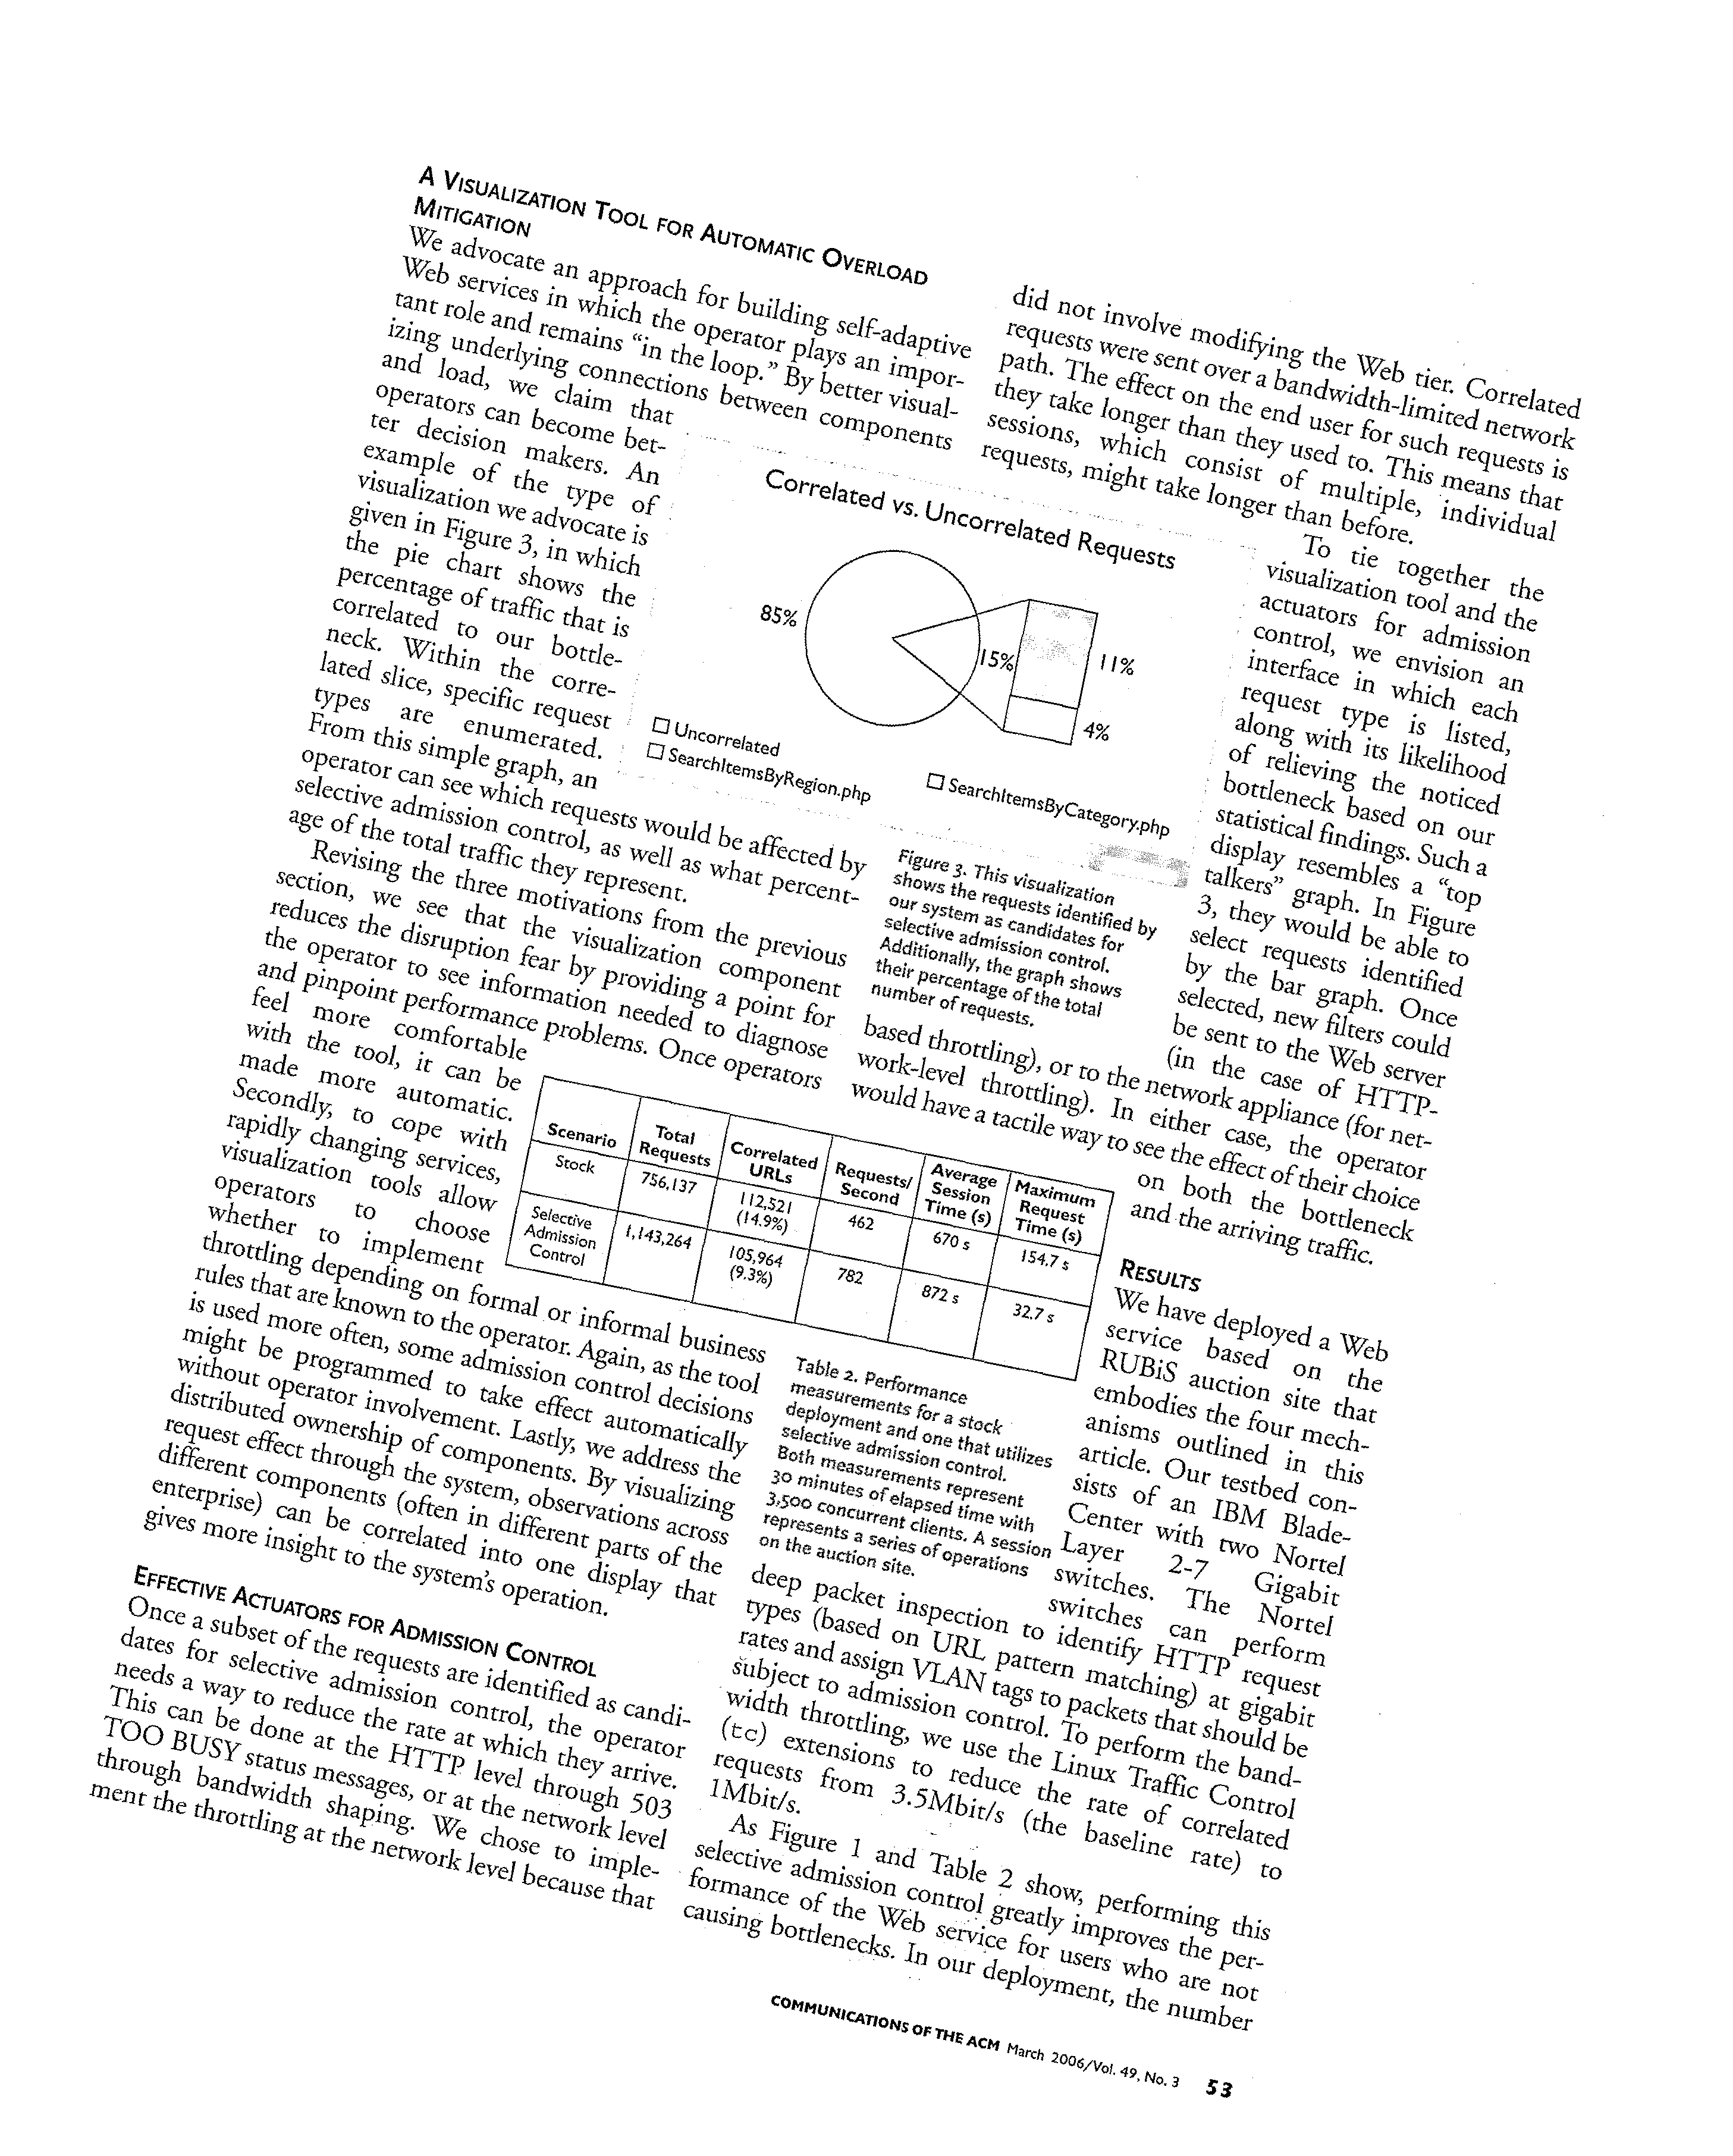 A VISUALIZATION TOOL FOR AUTOMATIC OVERLOAD
MITIGATION
We advocate an approach for building self-adaptive
Web services in which the operator plays an impor-
tant role and remains “in the loop.” By better visual-
izing underlying connections between components
and load, we claim that
operators can become bet-
ter decision makers. An
example of the type of
visualization we advocate is
given in Figure 3, in which
the pie chart shows the
percentage of traffic that is
correlated to our bottle-
neck. Within the corre-
lated slice, specific request
types are enumerated.
From this simple graph, an
operator can see which requests would be affected by
selective admission control, as well as what percent-
age of the total traffic they represent.
Revising the three motivations from the previous
section, we see that the visualization component
reduces the disruption fear by providing a point for
the operator to see information needed to diagnose
and pinpoint performance problems. Once operators
feel more comfortable
with the tool, it can be
made more automatic.
Secondly, to cope with
rapidly changing services,
visualization tools allow
operators to choose
whether to implement
throttling depending on formal or informal business
rules that are known to the operator. Again, as the tool
is used more often, some admission control decisions
might be programmed to take effect automatically
without operator involvement. Lastly, we address the
distributed ownership of components. By visualizing
request effect through the system, observations across
different components (often in different parts of the
enterprise) can be correlated into one display that
gives more insight to the system’s operation.
EFFECTIVE ACTUATORS FOR ADMISSION CONTROL
Once a subset of the requests are identified as candi-
dates for selective admission control, the operator
needs a way to reduce the rate at which they arrive.
This can be done at the HTTP level through 503
TOO BUSY status messages, or at the network level
through bandwidth shaping. We chose to imple-
ment the throttling at the network level because that
did not involve modifying the Web tier. Correlated
requests were sent over a bandwidth-limited network
path. The effect on the end user for such requests is
they take longer than they used to. This means that
sessions, which consist of multiple, individual
requests, might take longer than before.
To tie together the
visualization tool and the
actuators for admission
control, we envision an
interface in which each
request type is listed,
along with its likelihood
of relieving the noticed
bottleneck based on our
statistical findings. Such a
display resembles a “top
talkers” graph. In Figure
3, they would be able to
select requests identified
by the bar graph. Once
selected, new filters could
be sent to the Web server
(in the case of HTTP-
based throttling), or to the network appliance (for net-
work-level throttling). In either case, the operator
would have a tactile way to see the effect of their choice
on both the bottleneck
and the arriving traffic.
RESULTS
We have deployed a Web
service based on the
RUBiS auction site that
embodies the four mech-
anisms outlined in this
article. Our testbed con-
sists of an IBM Blade-
Center with two Nortel
Layer 2-7 Gigabit
switches. The Nortel
switches can perform
deep packet inspection to identify HTTP request
types (based on URL pattern matching) at gigabit
rates and assign VLAN tags to packets that should be
subject to admission control. To perform the band-
width throttling, we use the Linux Traffic Control
(tc) extensions to reduce the rate of correlated
requests from 3.5Mbit/s (the baseline rate) to
1Mbit/s.
As Figure 1 and Table 2 show, performing this
selective admission control greatly improves the per-
formance of the Web service for users who are not
causing bottlenecks. In our deployment, the number
Correlated vs. Uncorrelated Requests
85%
15%
11%
4%
Uncorrelated
SearchItemsByRegion.php
SearchItemsByCategory.php
Figure 3. This visualization
shows the requests identified by
our system as candidates for
selective admission control.
Additionally, the graph shows
their percentage of the total
number of requests.
Scenario Total Requests Correlated URLs Requests/Second Average Session Time (s) Maximum Request Time (s)
Stock 756,137 112,521 (14.9%) 462 670 s 154.7 s
Selective Admission Control 1,143,264 105,964 (9.3%) 782 872 s 32.7 s
Table 2. Performance
measurements for a stock
deployment and one that utilizes
selective admission control.
Both measurements represent
30 minutes of elapsed time with
3,500 concurrent clients. A session
represents a series of operations
on the auction site.
COMMUNICATIONS OF THE ACM March 2006/Vol. 49, No. 3 53